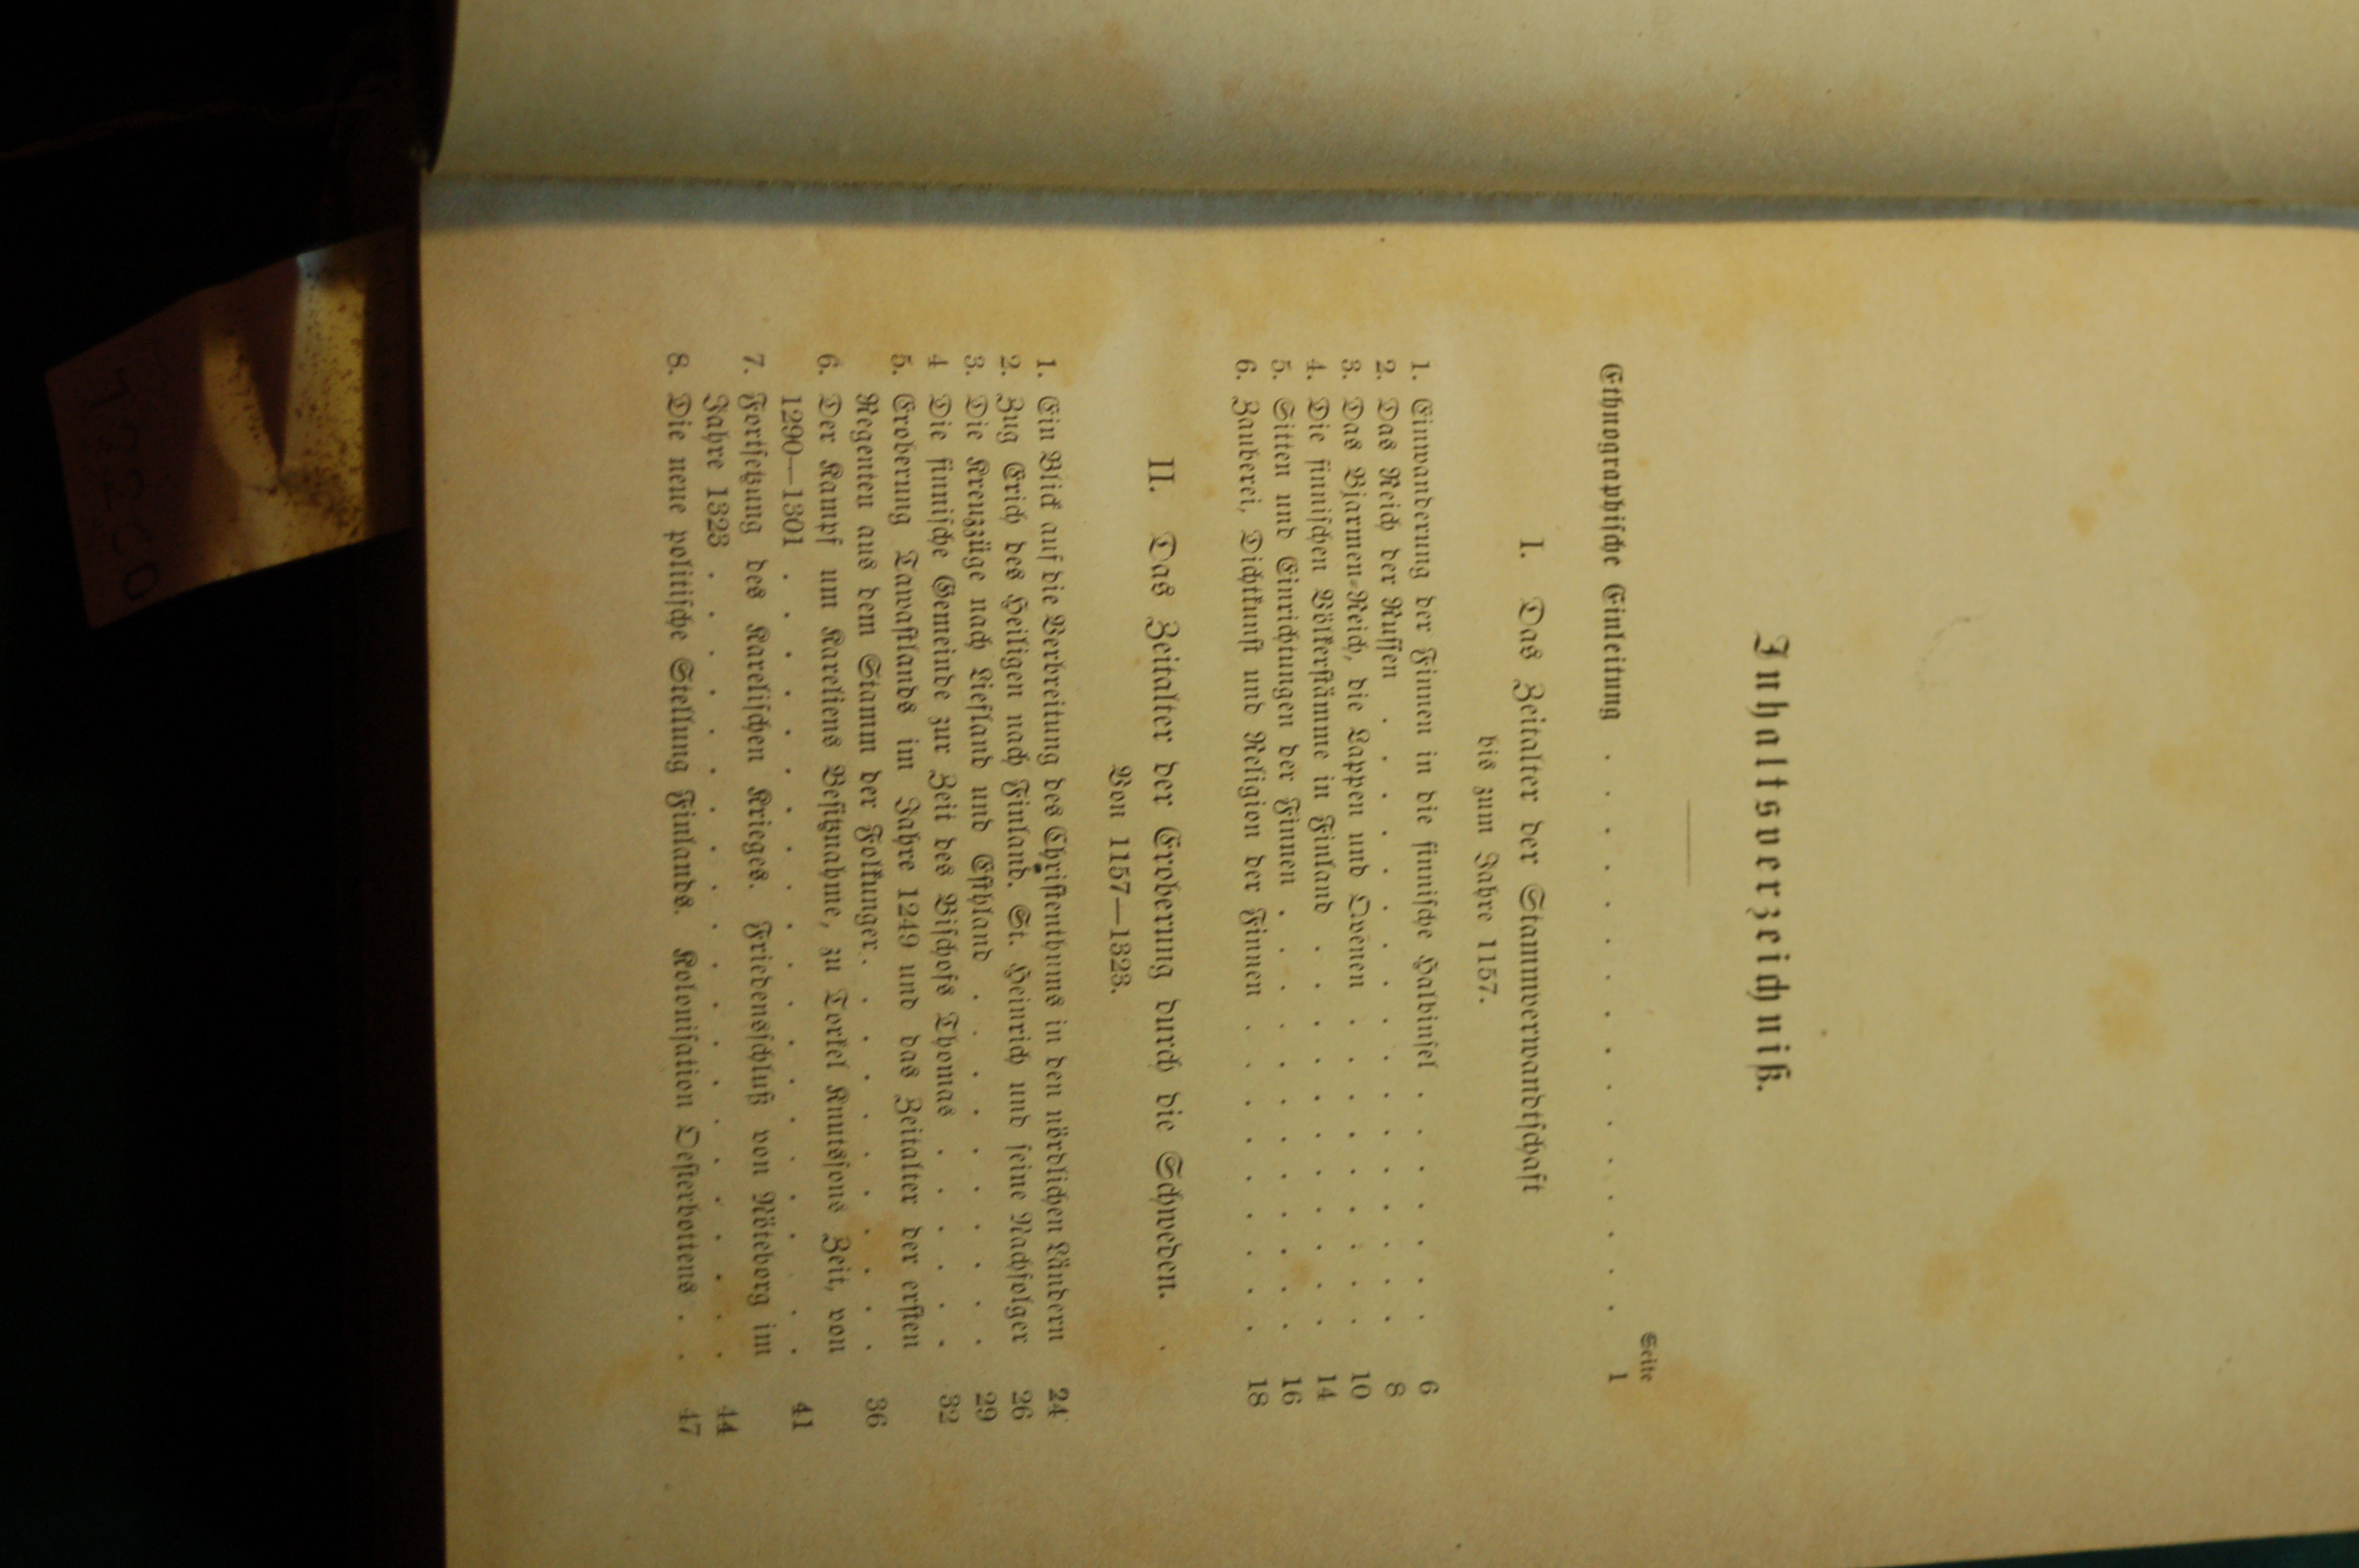 Inhaltsverzeichniß.
Seite
Ethnographische Einleitung . . . . . . . . . . . . . . . . 1
I. Das Zeitalter der Stammverwandtschaft
bis zum Jahre 1157.
1. Einwanderung der Finnen in die finnische Halbinsel . . . . . . . 6
2. Das Reich der Russen . . . . . . . . . . . . . . . . . 8
3. Das Bjarmen-Reich, die Lappen und Qvenen . . . . . . . . . 10
4. Die finnischen Völkerstämme in Finland . . . . . . . . . . . 14
5. Sitten und Einrichtungen der Finnen . . . . . . . . . . . . 16
6. Zauberei, Dichtkunst und Religion der Finnen . . . . . . . . . 18
II. Das Zeitalter der Eroberung durch die Schweden.
Von 1157—1323.
1. Ein Blick auf die Verbreitung des Christenthums in den nördlichen Ländern 24
2. Zug Erich des Heiligen nach Finland. St. Heinrich und seine Nachfolger 26
3. Die Kreuzzüge nach Liefland und Esthland . . . . . . . . . . 29
4 Die finnische Gemeinde zur Zeit des Bischofs Thomas . . . . . . 32
5. Eroberung Tawastlands im Jahre 1249 und das Zeitalter der ersten
Regenten aus dem Stamm der Folkunger . . . . . . . . . . . 36
6. Der Kampf um Kareliens Besitznahme, zu Torkel Knutssons Zeit, von
1290—1301 . . . . . . . . . . . . . . . . . . . . . 41
7. Fortsetzung des Karelischen Krieges. Friedensschluß von Nöteborg im
Jahre 1323 . . . . . . . . . . . . . . . . . . . . . 44
8. Die neue politische Stellung Finlands. Kolonisation Oesterbottens . . 47